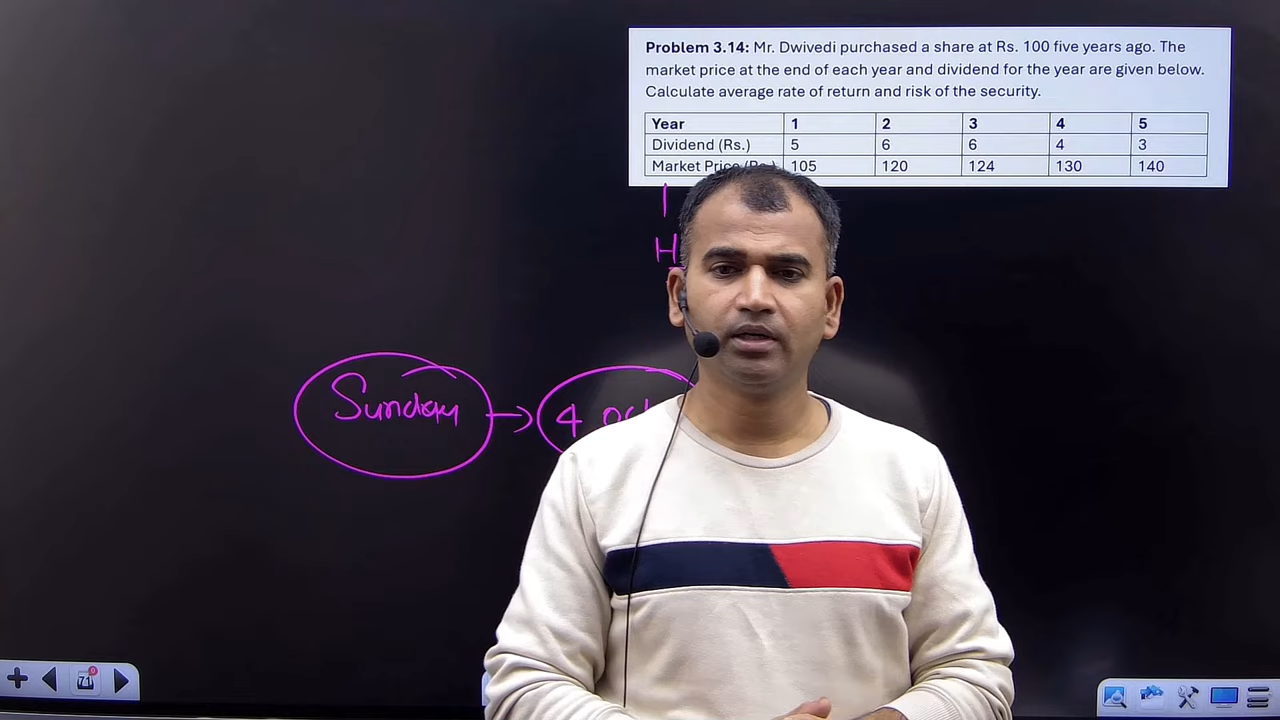 Problem 3.14: Mr. Dwivedi purchased a share at Rs. 100 five years ago. The
market price at the end of each year and dividend for the year are given below.
Calculate average rate of return and risk of the security.
Year 1 2 3 4 5
Dividend (Rs.) 5 6 6 4 3
Market Price 105 120 124 130 140
H
Sunday → 4
71